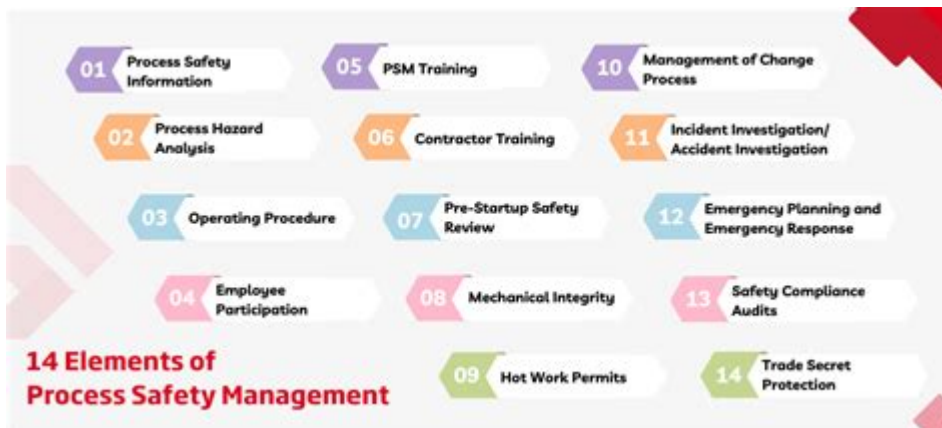 01
Process Safety
Information
02
Process Hazard
Analysis
03
Operating Procedure
04
Employee
Participation
05
PSM Training
06
Contractor Training
07
Pre-Startup Safety
Review
08
Mechanical Integrity
09
Hot Work Permits
10
Management of Change
Process
11
Incident Investigation/
Accident Investigation
12
Emergency Planning and
Emergency Response
13
Safety Compliance
Audits
14
Trade Secret
Protection
14 Elements of
Process Safety Management